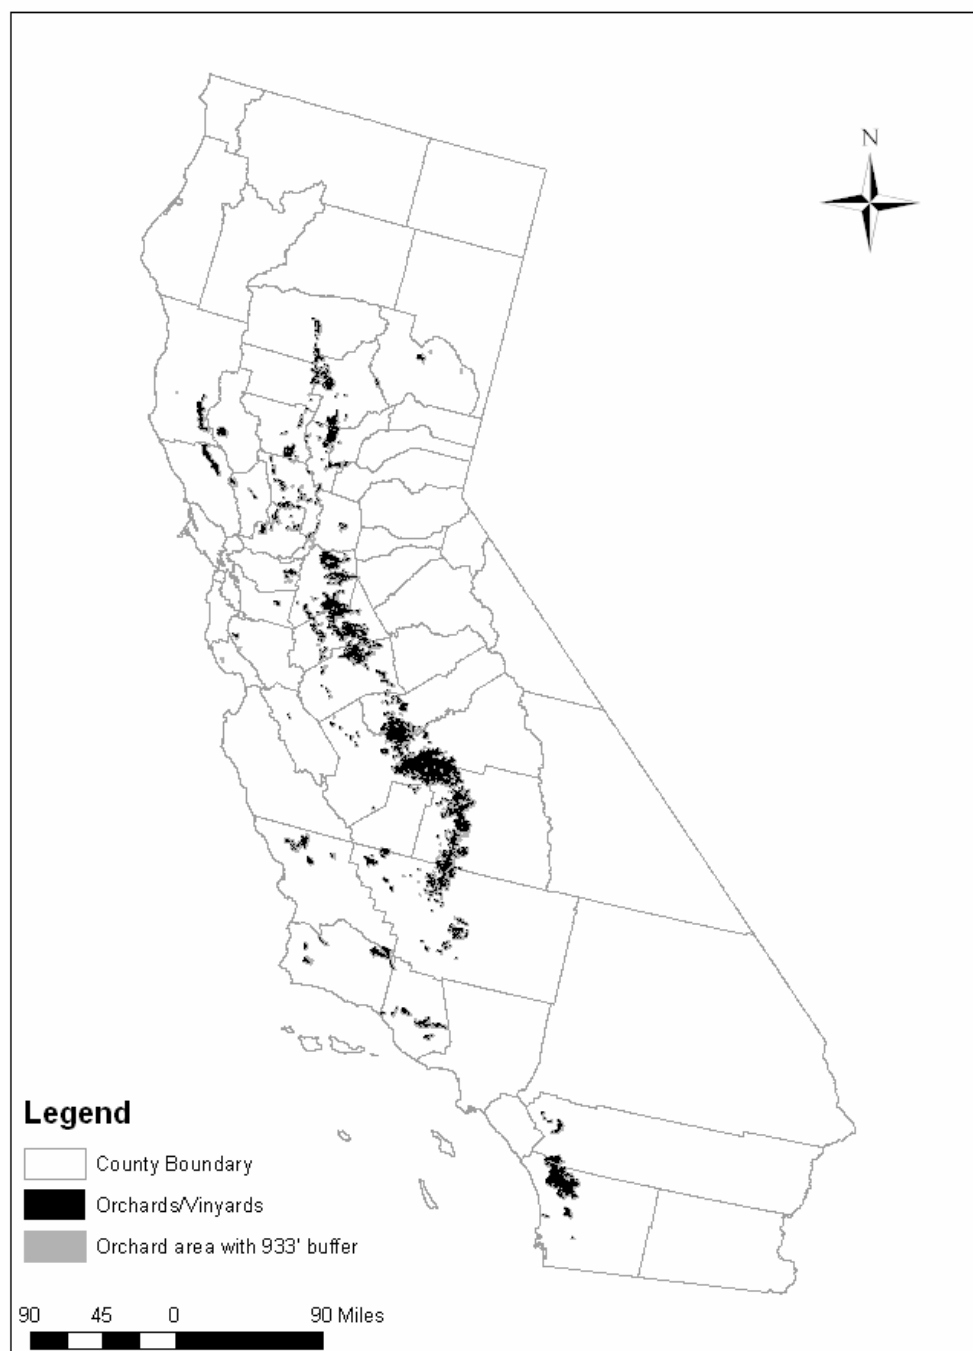 N
Legend
County Boundary
Orchards/Vinyards
Orchard area with 933' buffer
90 45 0 90 Miles